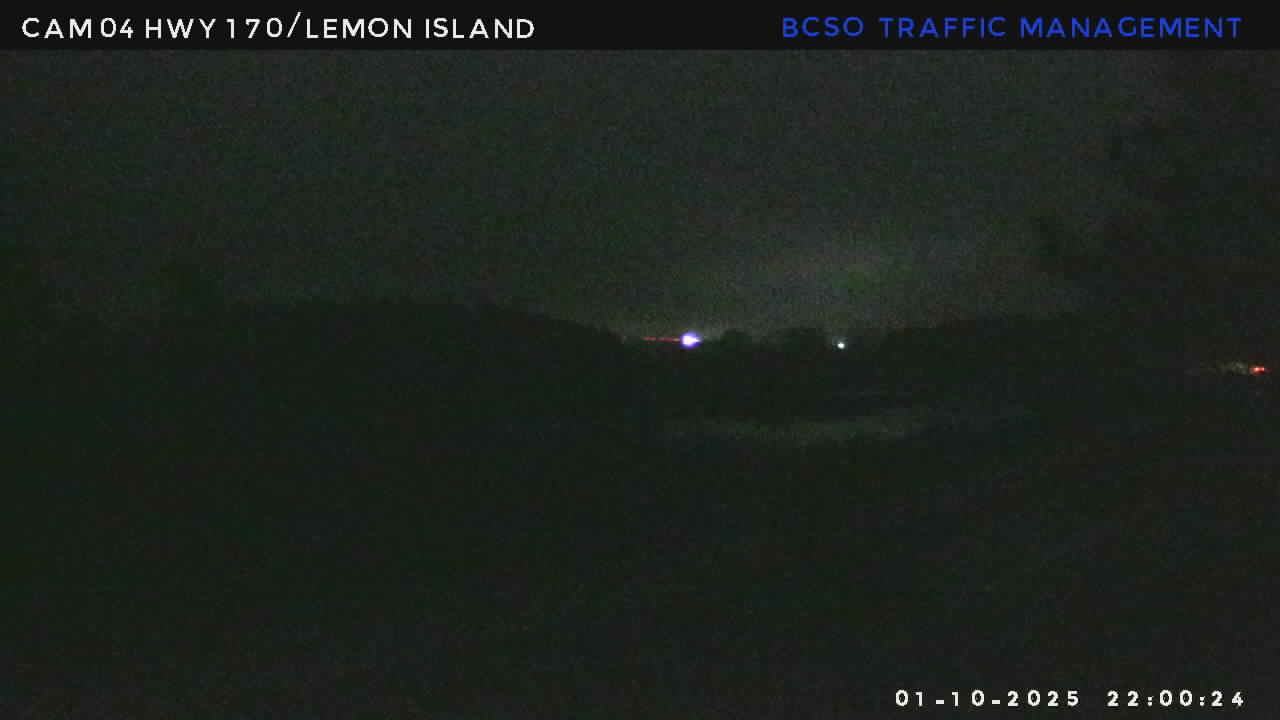 CAM04 HWY 170/LEMON ISLAND
BCSO TRAFFIC MANAGEMENT
01-10-2025 22:00:24